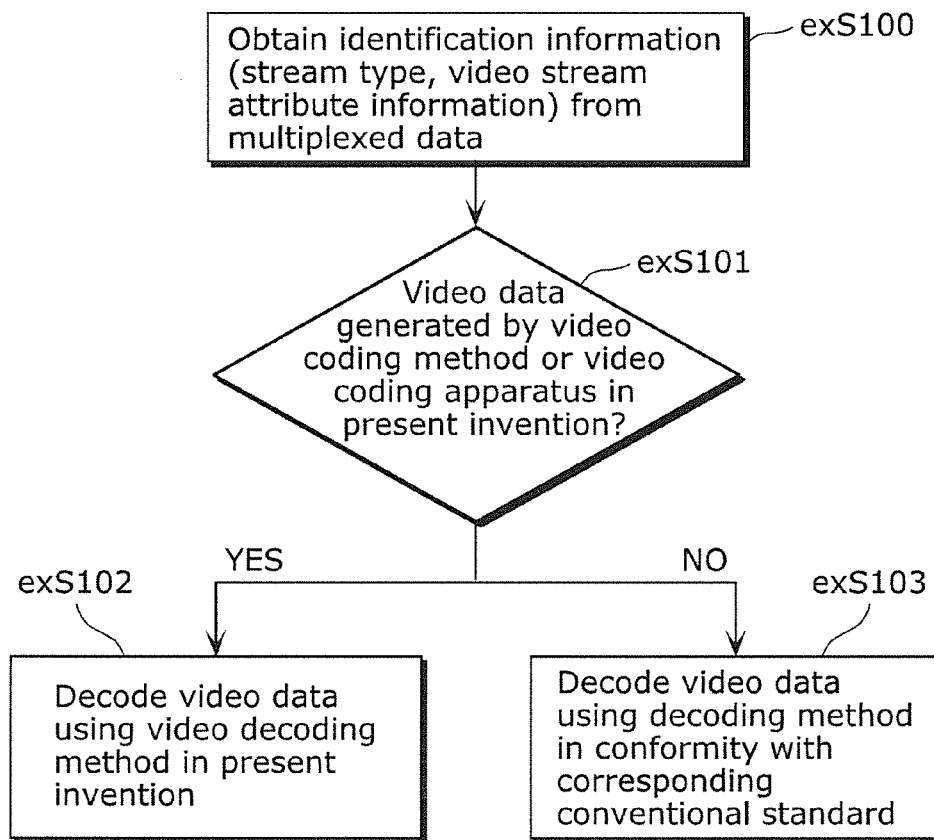 exS100
Obtain identification information
(stream type, video stream
attribute information) from
multiplexed data
exS101
Video data
generated by video
coding method or video
coding apparatus in
present invention?
YES
NO
exS102
exS103
Decode video data
using video decoding
method in present
invention
Decode video data
using decoding method
in conformity with
corresponding
conventional standard